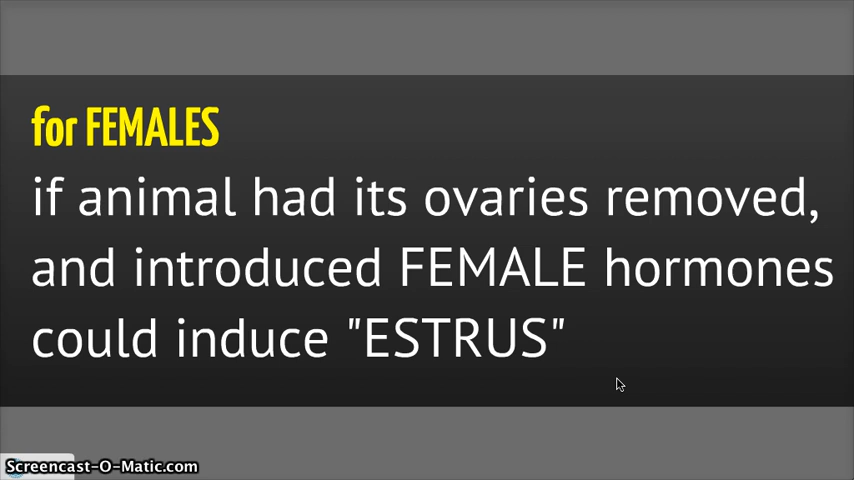 for FEMALES
if animal had its ovaries removed,
and introduced FEMALE hormones
could induce "ESTRUS"
Screencast-O-Matic.com